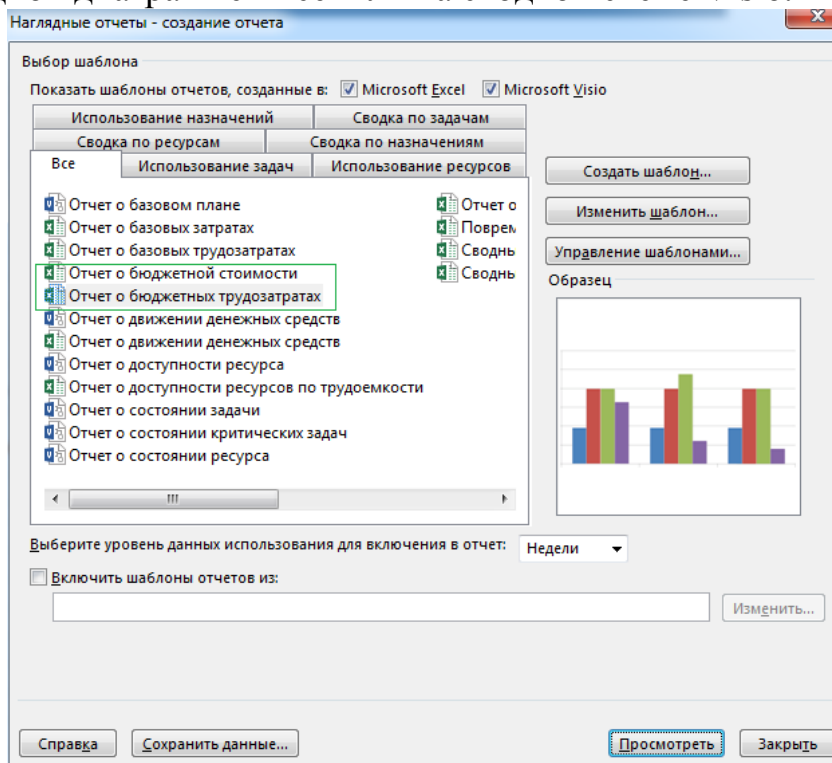 Наглядные отчеты - создание отчета
Выбор шаблона
Показать шаблоны отчетов, созданные в: Microsoft Excel Microsoft Visio
Использование назначений Сводка по задачам
Сводка по ресурсам Сводка по назначениям
Все Использование задач Использование ресурсов
Отчет о базовом плане
Отчет о базовых затратах
Отчет о базовых трудозатратах
Отчет о бюджетной стоимости
Отчет о бюджетных трудозатратах
Отчет о движении денежных средств
Отчет о движении денежных средств
Отчет о доступности ресурса
Отчет о доступности ресурсов по трудоемкости
Отчет о состоянии задачи
Отчет о состоянии критических задач
Отчет о состоянии ресурса
Отчет о
Поврем
Сводны
Сводны
Создать шаблон...
Изменить шаблон...
Управление шаблонами...
Образец
Выберите уровень данных использования для включения в отчет: Недели
Включить шаблоны отчетов из:
Изменить...
Справка Сохранить данные... Просмотреть Закрыть